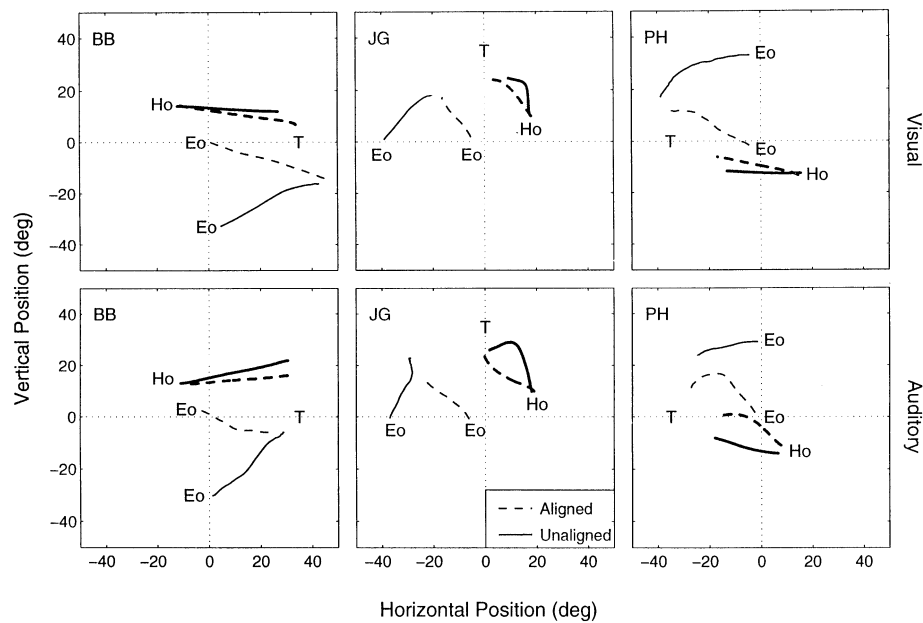 BB
JG
PH
40
20
0
−20
−40
Ho
Eo
T
Eo
T
Eo
Eo
Ho
Eo
T
Eo
Ho
Visual
Vertical Position (deg)
BB
JG
PH
40
20
0
−20
−40
Ho
Eo
T
Eo
T
Eo
Eo
Ho
Eo
T
Eo
Ho
Auditory
Aligned
Unaligned
−40 −20 0 20 40
−40 −20 0 20 40
−40 −20 0 20 40
Horizontal Position (deg)